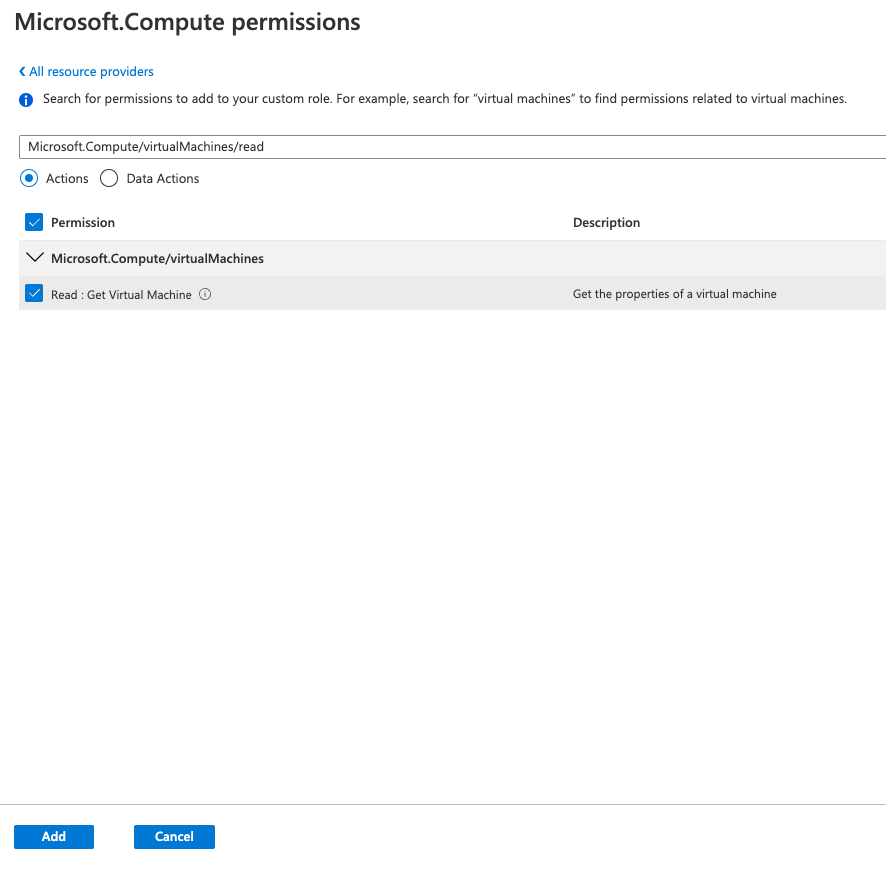 Microsoft.Compute permissions
All resource providers
Search for permissions to add to your custom role. For example, search for "virtual machines" to find permissions related to virtual machines.
Microsoft.Compute/virtualMachines/read
Actions Data Actions
Permission Description
Microsoft.Compute/virtualMachines
Read : Get Virtual Machine Get the properties of a virtual machine
Add Cancel